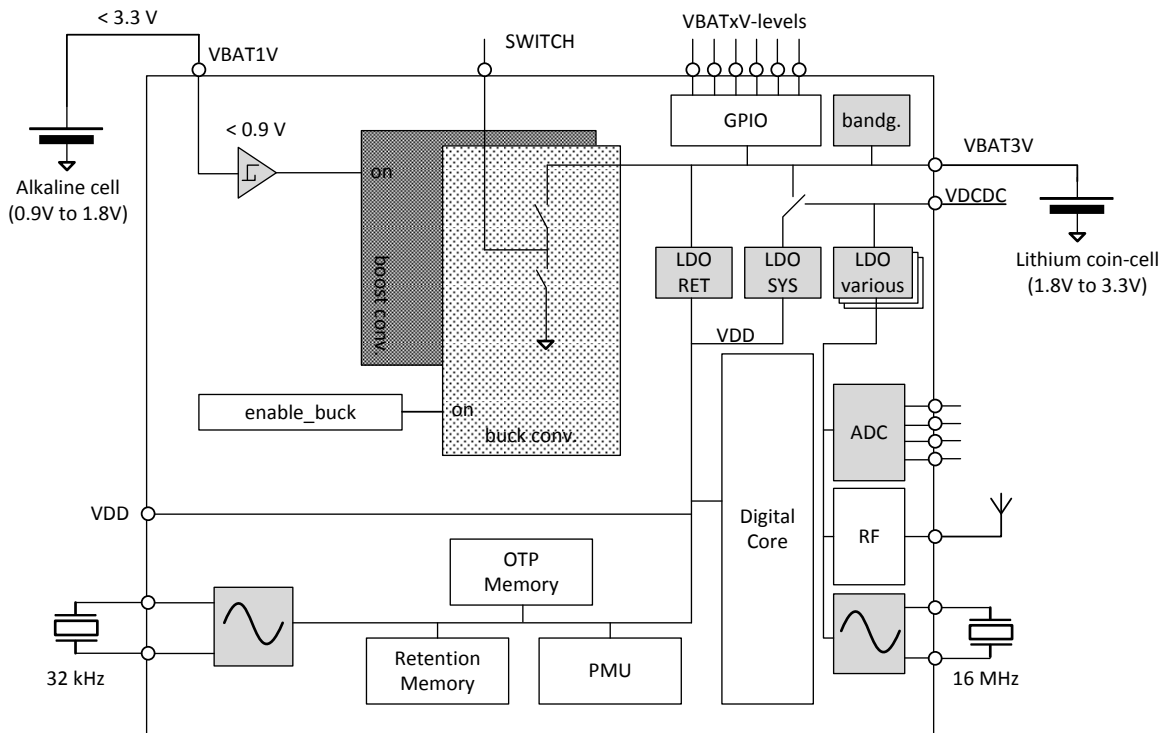 < 3.3 V
VBAT1V
SWITCH
VBATxV-levels
GPIO
bandg.
< 0.9 V
on
VBAT3V
Alkaline cell
(0.9V to 1.8V)
VDCDC
boost conv.
LDO
RET
LDO
SYS
LDO
various
Lithium coin-cell
(1.8V to 3.3V)
VDD
enable_buck
on
buck conv.
ADC
VDD
Digital
Core
RF
OTP
Memory
32 kHz
Retention
Memory
PMU
16 MHz